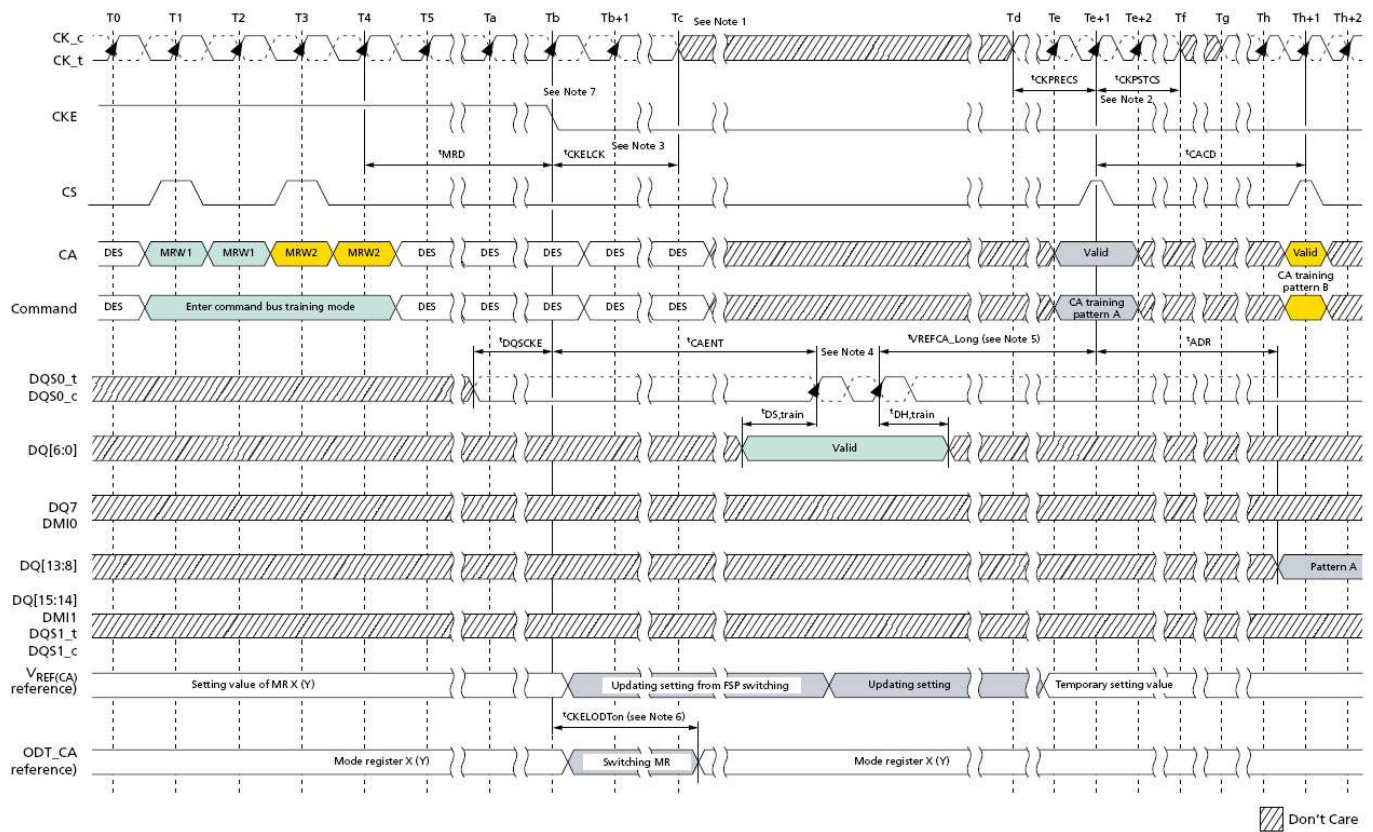 T0 T1 T2 T3 T4 T5 Ta Tb Tb+1 Tc See Note 1 Td Te Te+1 Te+2 Tf Tg Th Th+1 Th+2
CK_c
CK_t
tCKPRECS tCKPSTCS
See Note 7 See Note 2
CKE
See Note 3
tMRD tCKELCK tCACD
CS
CA DES MRW1 MRW1 MRW2 MRW2 DES DES DES DES DES Valid Valid
CA training
pattern B
Command DES Enter command bus training mode DES DES DES DES DES CA training
pattern A
tDQSCKE tCAENT See Note 4 tVREFCA_Long (see Note 5) tADR
DQS0_t
DQS0_c
tDS,train tDH,train
DQ[6:0] Valid
DQ7
DMI0
DQ[13:8] Pattern A
DQ[15:14]
DMI1
DQS1_t
DQS1_c
VREF(CA)
reference) Setting value of MR X (Y) Updating setting from FSP switching Updating setting Temporary setting value
tCKELODTon (see Note 6)
ODT_CA
reference) Mode register X (Y) Switching MR Mode register X (Y)
Don't Care